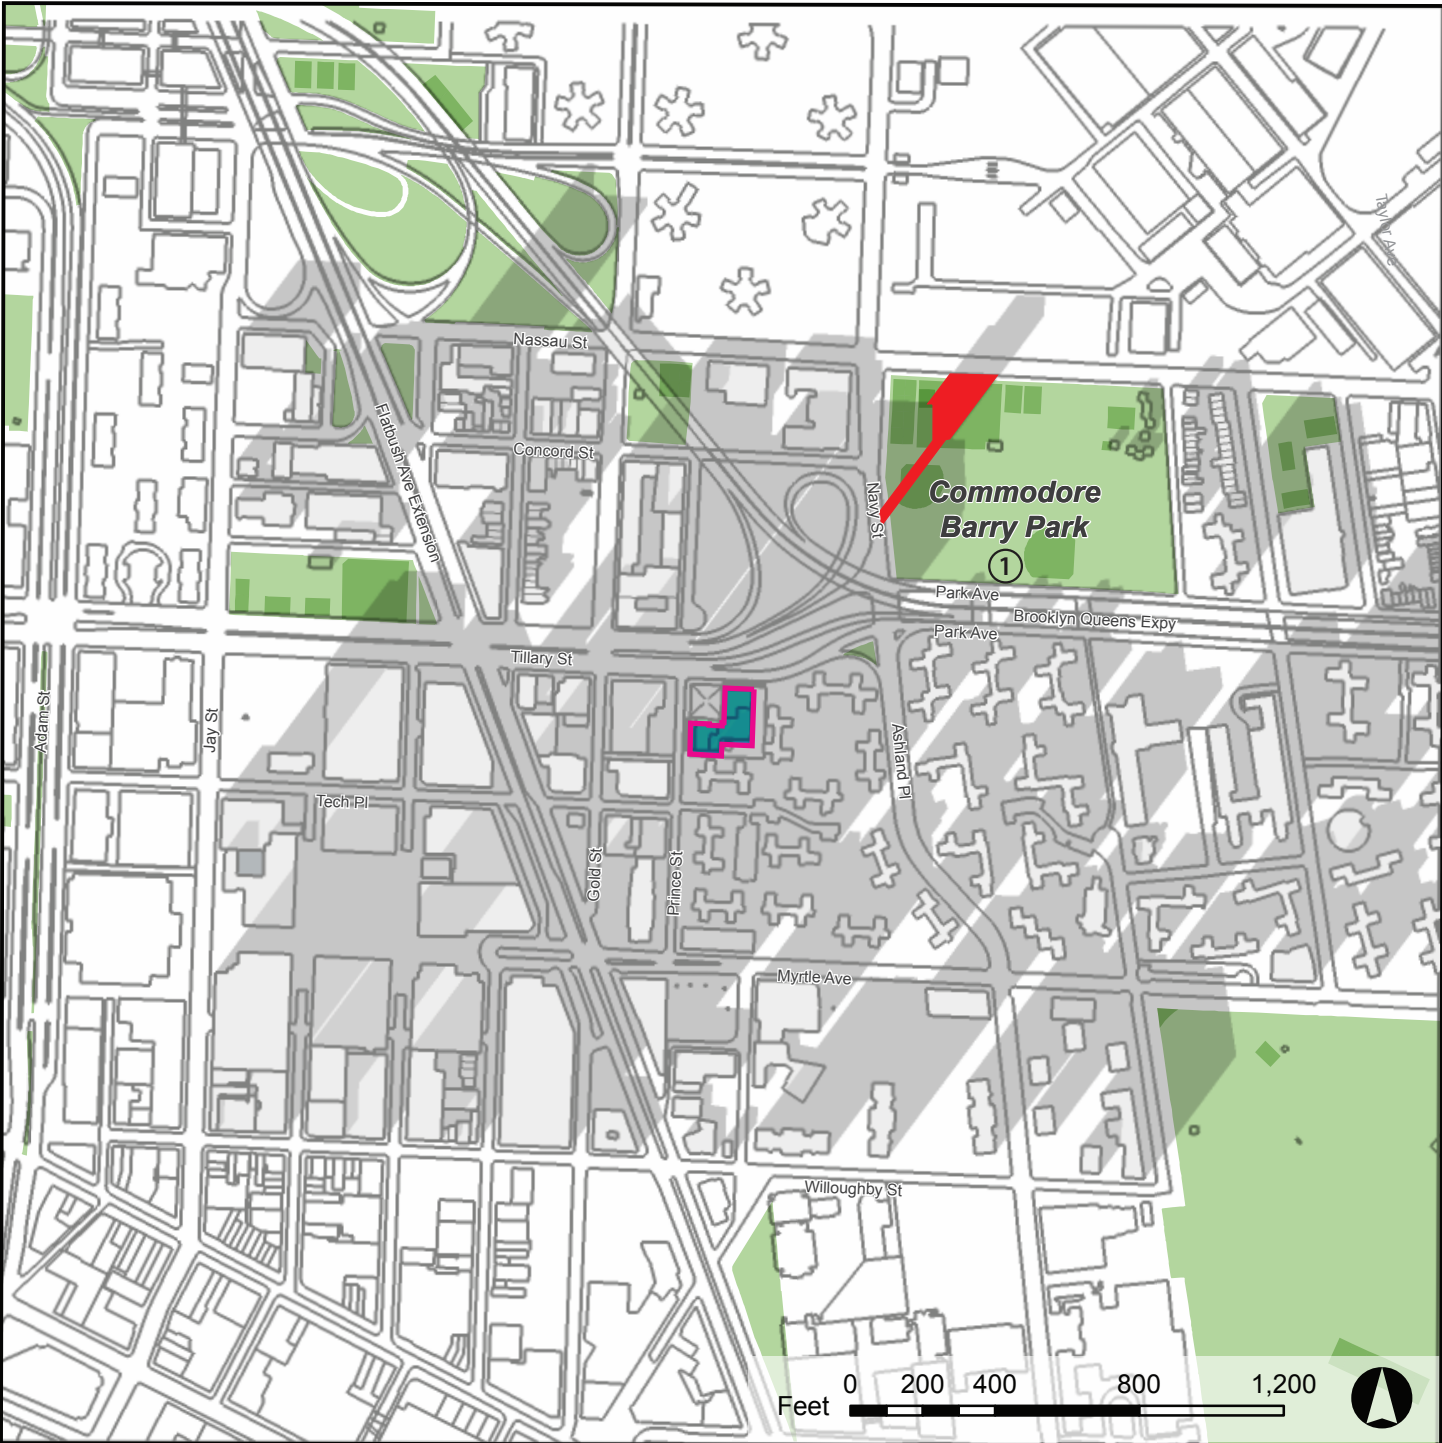 Taylor Ave
Nassau St
Flatbush Ave Extension
Concord St
Navy St
Commodore
Barry Park
1
Park Ave
Brooklyn Queens Expy
Park Ave
Tillary St
Adam St
Jay St
Ashland Pl
Tech Pl
Gold St
Prince St
Myrtle Ave
Willoughby St
Feet 0 200 400 800 1,200